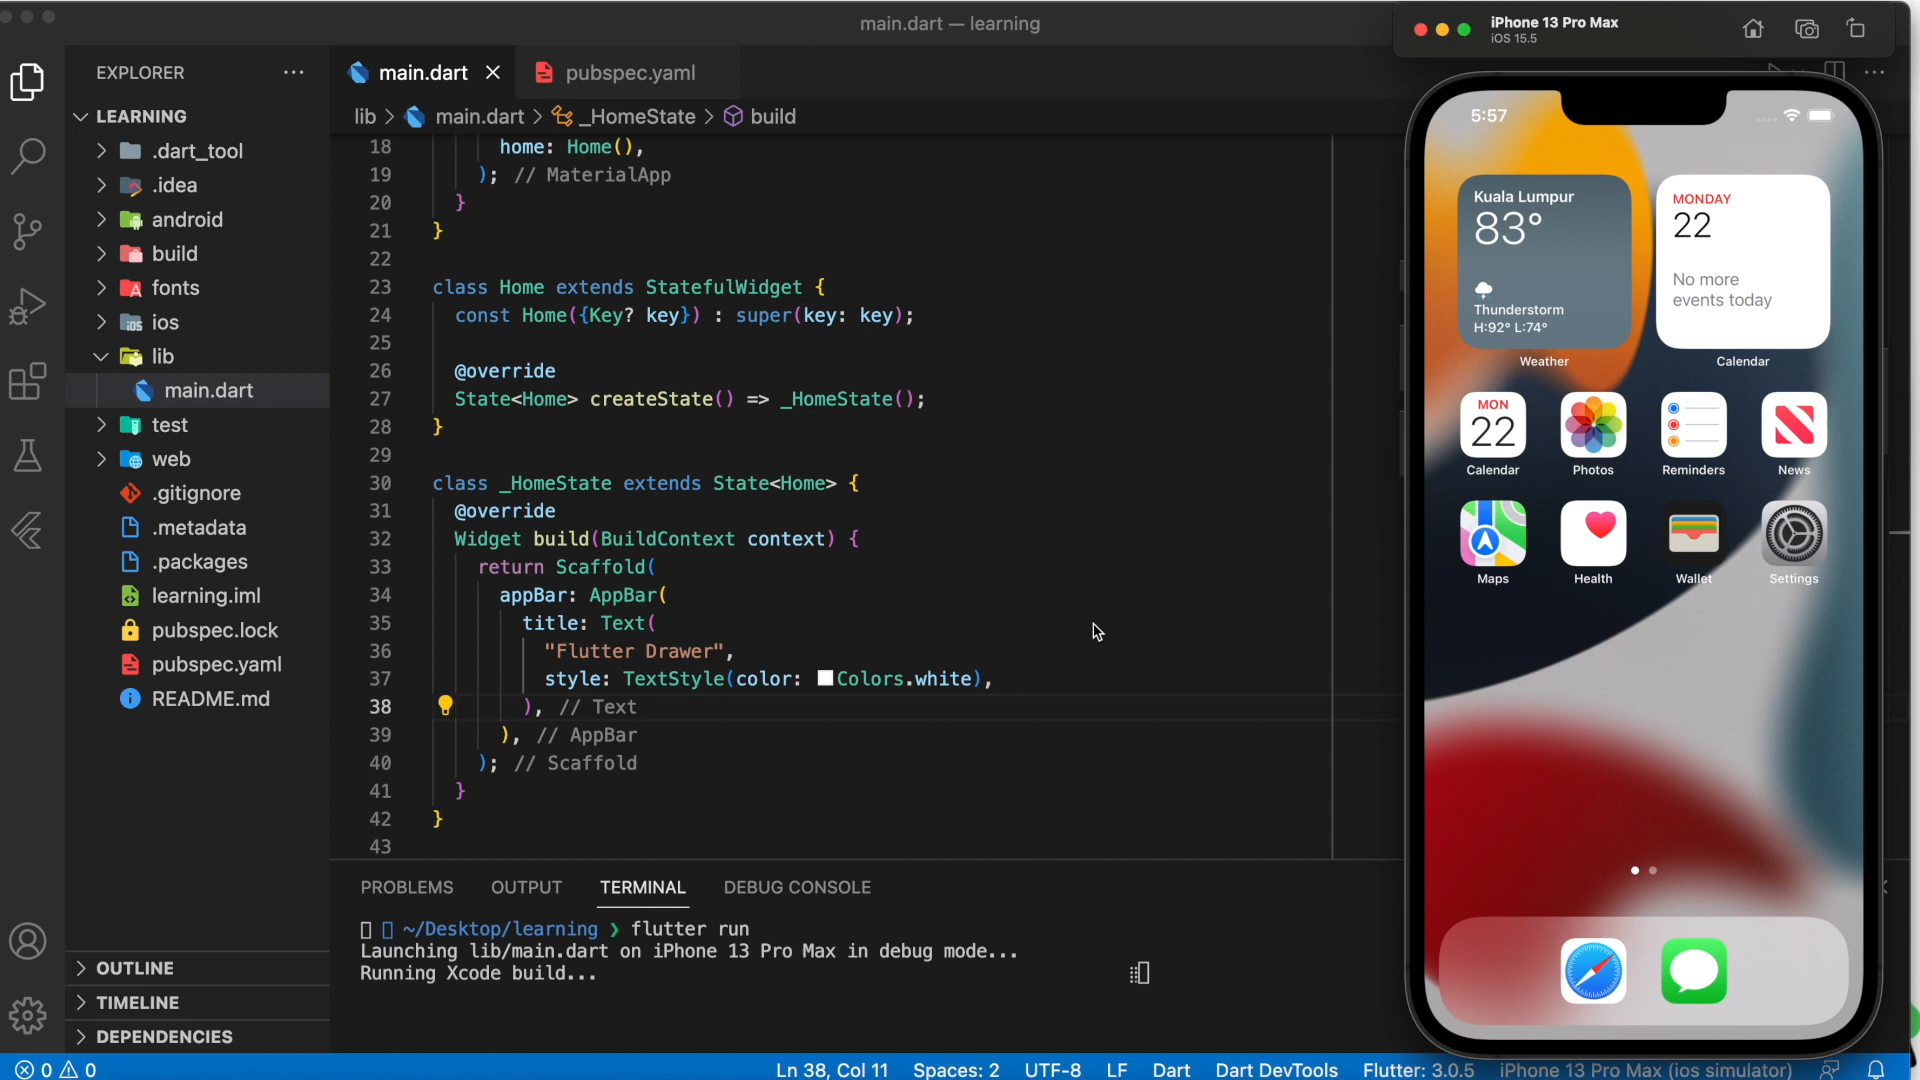 main.dart — learning
EXPLORER
LEARNING
.dart_tool
.idea
android
build
fonts
ios
lib
main.dart
test
web
.gitignore
.metadata
.packages
learning.iml
pubspec.lock
pubspec.yaml
README.md
OUTLINE
TIMELINE
DEPENDENCIES
main.dart
pubspec.yaml
lib > main.dart > _HomeState > build
18 home: Home(),
19 ); // MaterialApp
20 }
21 }
22
23 class Home extends StatefulWidget {
24 const Home({Key? key}) : super(key: key);
25
26 @override
27 State<Home> createState() => _HomeState();
28 }
29
30 class _HomeState extends State<Home> {
31 @override
32 Widget build(BuildContext context) {
33 return Scaffold(
34 appBar: AppBar(
35 title: Text(
36 "Flutter Drawer",
37 style: TextStyle(color: Colors.white),
38 ), // Text
39 ), // AppBar
40 ); // Scaffold
41 }
42 }
43
PROBLEMS OUTPUT TERMINAL DEBUG CONSOLE
~/Desktop/learning ❯ flutter run
Launching lib/main.dart on iPhone 13 Pro Max in debug mode...
Running Xcode build...
iPhone 13 Pro Max
iOS 15.5
5:57
Kuala Lumpur
83°
Thunderstorm
H:92° L:74°
Weather
MONDAY
22
No more
events today
Calendar
MON
22
Calendar
Photos
Reminders
News
Maps
Health
Wallet
Settings
0 0
Ln 38, Col 11 Spaces: 2 UTF-8 LF Dart Dart DevTools Flutter: 3.0.5 iPhone 13 Pro Max (ios simulator)